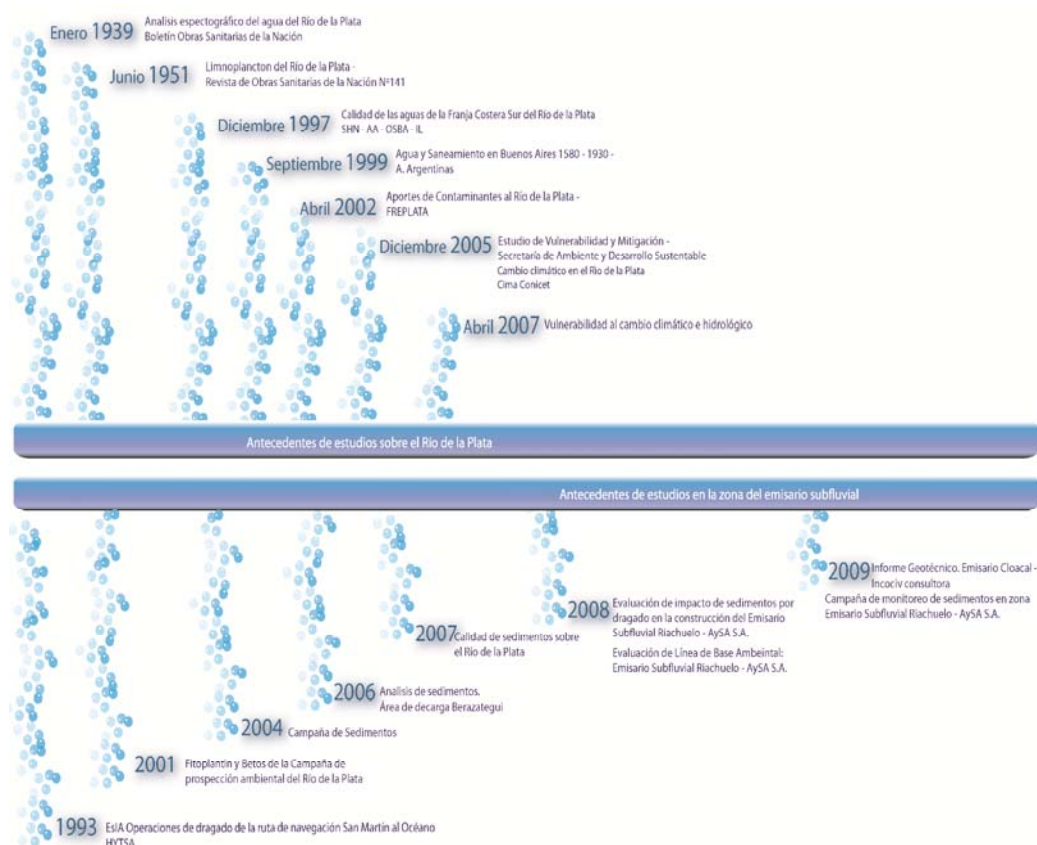 Enero 1939 Analisis espectográfico del agua del Río de la Plata
Boletín Obras Sanitarias de la Nación
Junio 1951 Limnoplancton del Río de la Plata -
Revista de Obras Sanitarias de la Nación Nº141
Diciembre 1997 Calidad de las aguas de la Franja Costera Sur del Río de la Plata
SHN - AA - OSBA - IL
Septiembre 1999 Agua y Saneamiento en Buenos Aires 1580 - 1930 -
A. Argentinas
Abril 2002 Aportes de Contaminantes al Río de la Plata -
FREPLATA
Diciembre 2005 Estudio de Vulnerabilidad y Mitigación -
Secretaría de Ambiente y Desarrollo Sustentable
Cambio climático en el Río de la Plata
Cima Conicet
Abril 2007 Vulnerabilidad al cambio climático e hidrológico
Antecedentes de estudios sobre el Río de la Plata
Antecedentes de estudios en la zona del emisario subfluvial
2009 Informe Geotécnico. Emisario Cloacal -
Incociv consultora
Campaña de monitoreo de sedimentos en zona
Emisario Subfluvial Riachuelo - AySA S.A.
2008 Evaluación de impacto de sedimentos por
dragado en la construcción del Emisario
Subfluvial Riachuelo - AySA S.A.
Evaluación de Línea de Base Ambeintal:
Emisario Subfluvial Riachuelo - AySA S.A.
2007 Calidad de sedimentos sobre
el Río de la Plata
2006 Analisis de sedimentos.
Área de decarga Berazategui
2004 Campaña de Sedimentos
2001 Fitoplantin y Betos de la Campaña de
prospección ambiental del Río de la Plata
1993 EsIA Operaciones de dragado de la ruta de navegación San Martin al Océano
HYTSA